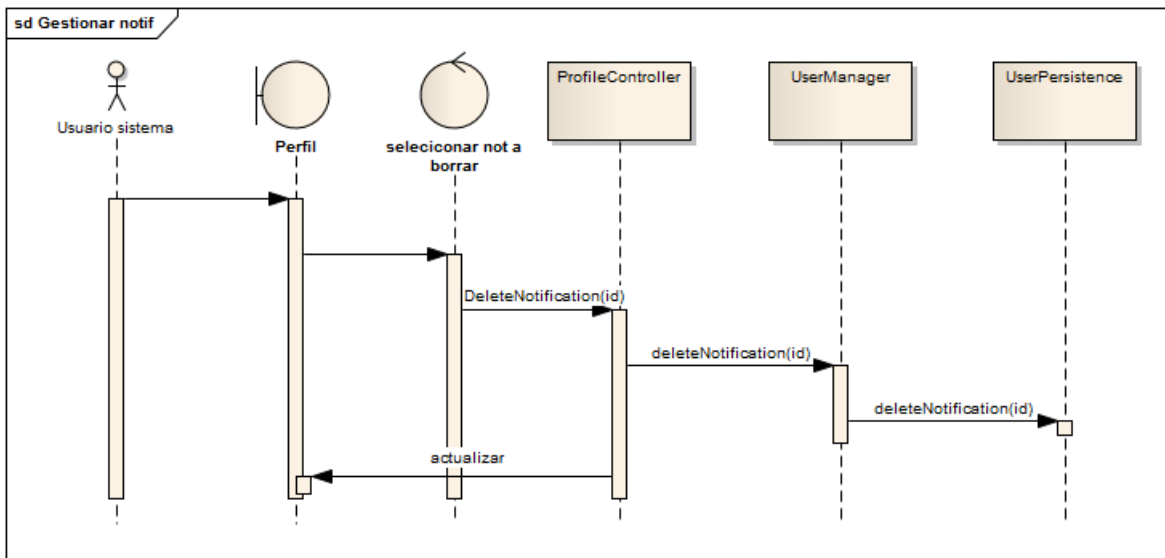 sd Gestionar notif
Usuario sistema
Perfil
seleciconar not a
borrar
ProfileController
UserManager
UserPersistence
DeleteNotification(id)
deleteNotification(id)
deleteNotification(id)
actualizar